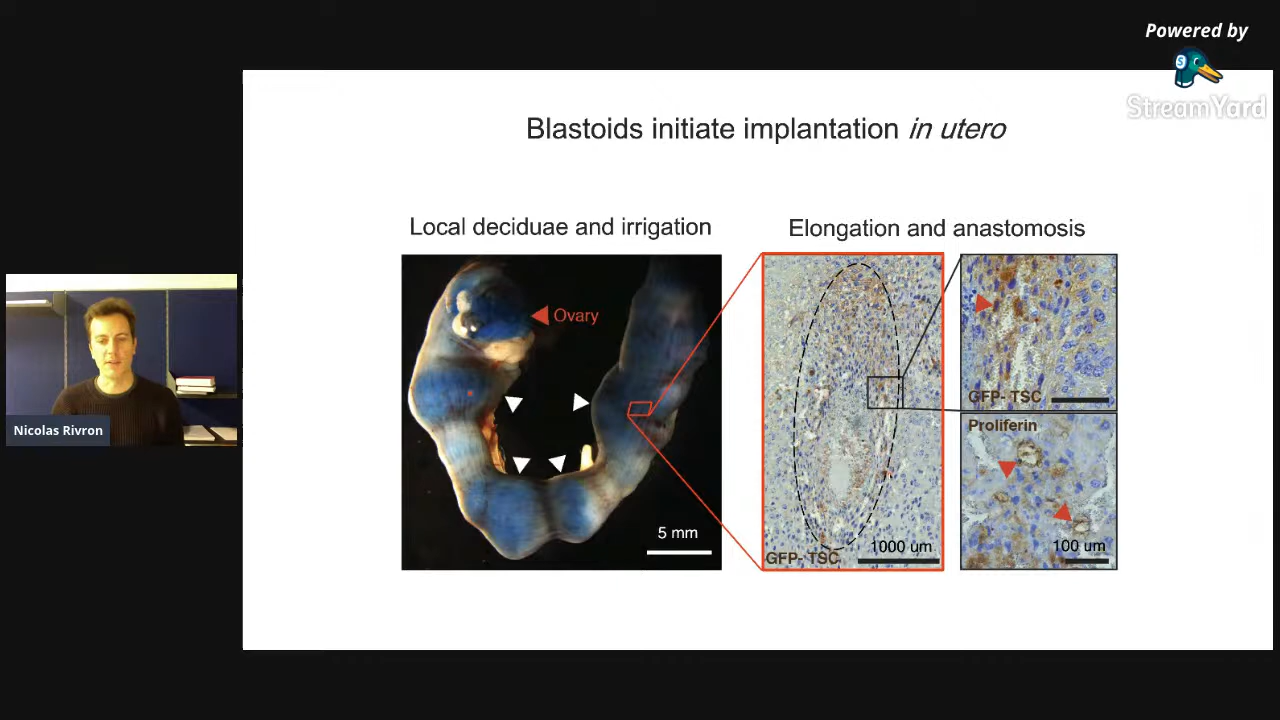 Powered by
S
StreamYard
Blastoids initiate implantation in utero
Local deciduae and irrigation
Elongation and anastomosis
Ovary
5 mm
GFP- TSC
1000 um
GFP- TSC
Proliferin
100 um
Nicolas Rivron